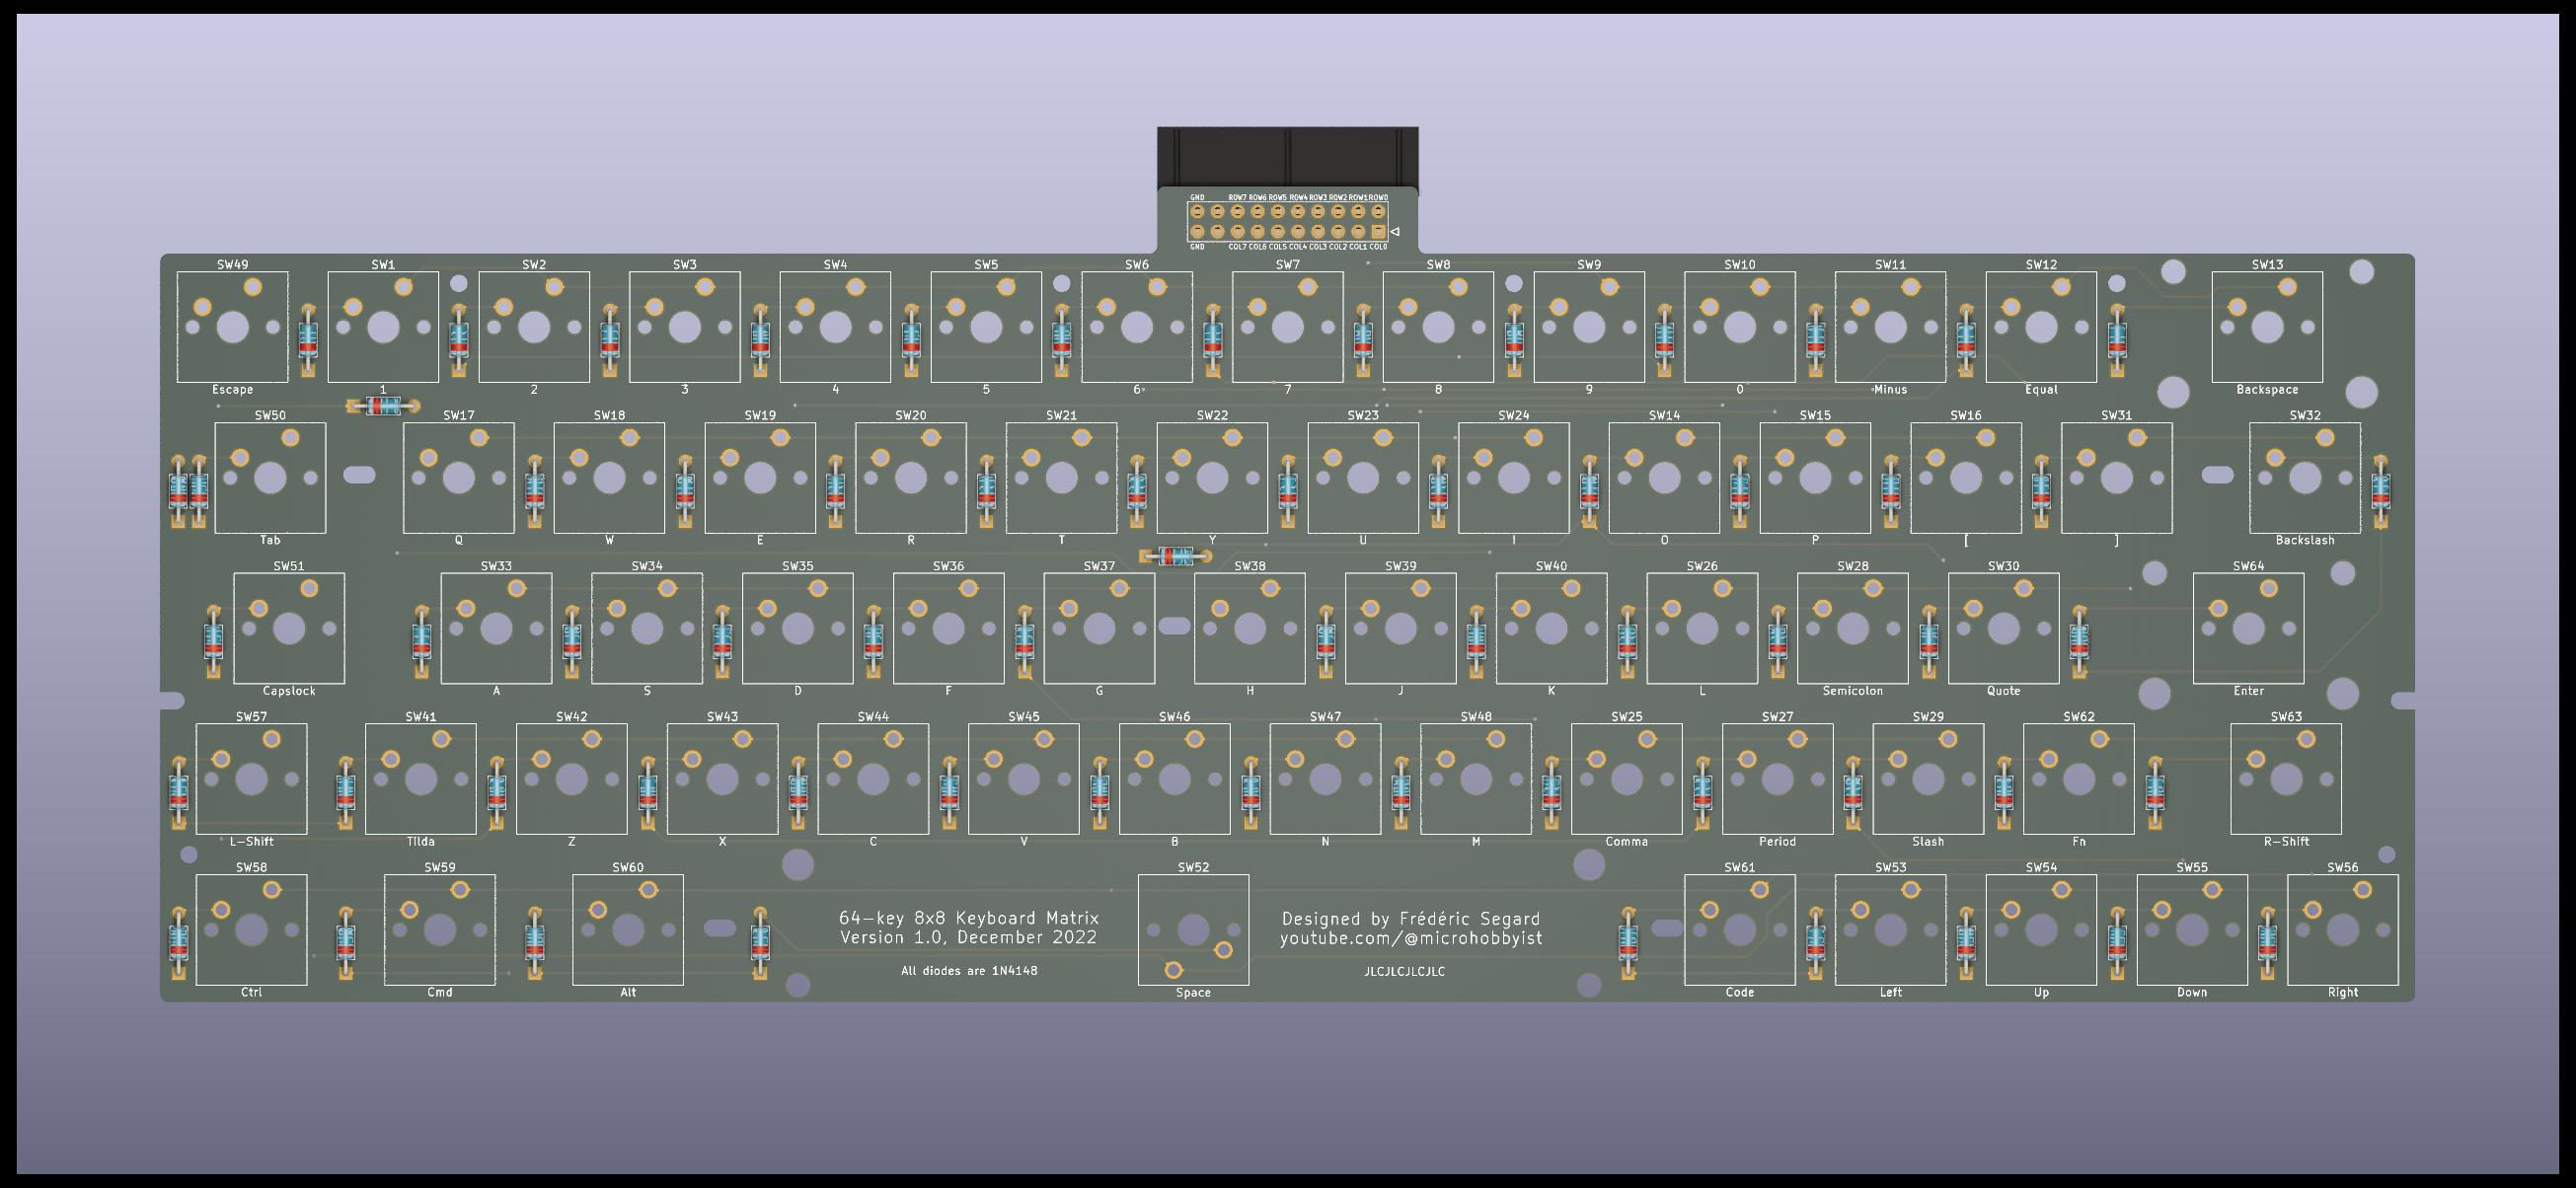 GND ROW7 ROW6 ROW5 ROW4 ROW3 ROW2 ROW1 ROW0
GND COL7 COL6 COL5 COL4 COL3 COL2 COL1 COL0
SW49 SW1 SW2 SW3 SW4 SW5 SW6 SW7 SW8 SW9 SW10 SW11 SW12 SW13
Escape 1 2 3 4 5 6 7 8 9 0 Minus Equal Backspace
SW50 SW17 SW18 SW19 SW20 SW21 SW22 SW23 SW24 SW14 SW15 SW16 SW31 SW32
Tab Q W E R T Y U I O P [ ] Backslash
SW51 SW33 SW34 SW35 SW36 SW37 SW38 SW39 SW40 SW26 SW28 SW30 SW64
Capslock A S D F G H J K L Semicolon Quote Enter
SW57 SW41 SW42 SW43 SW44 SW45 SW46 SW47 SW48 SW25 SW27 SW29 SW62 SW63
L-Shift Tilda Z X C V B N M Comma Period Slash Fn R-Shift
SW58 SW59 SW60 SW52 SW61 SW53 SW54 SW55 SW56
64-key 8x8 Keyboard Matrix
Version 1.0, December 2022
All diodes are 1N4148
Designed by Frédéric Segard
youtube.com/@microhobbyist
JLCJLCJLCJLC
Ctrl Cmd Alt Space Code Left Up Down Right